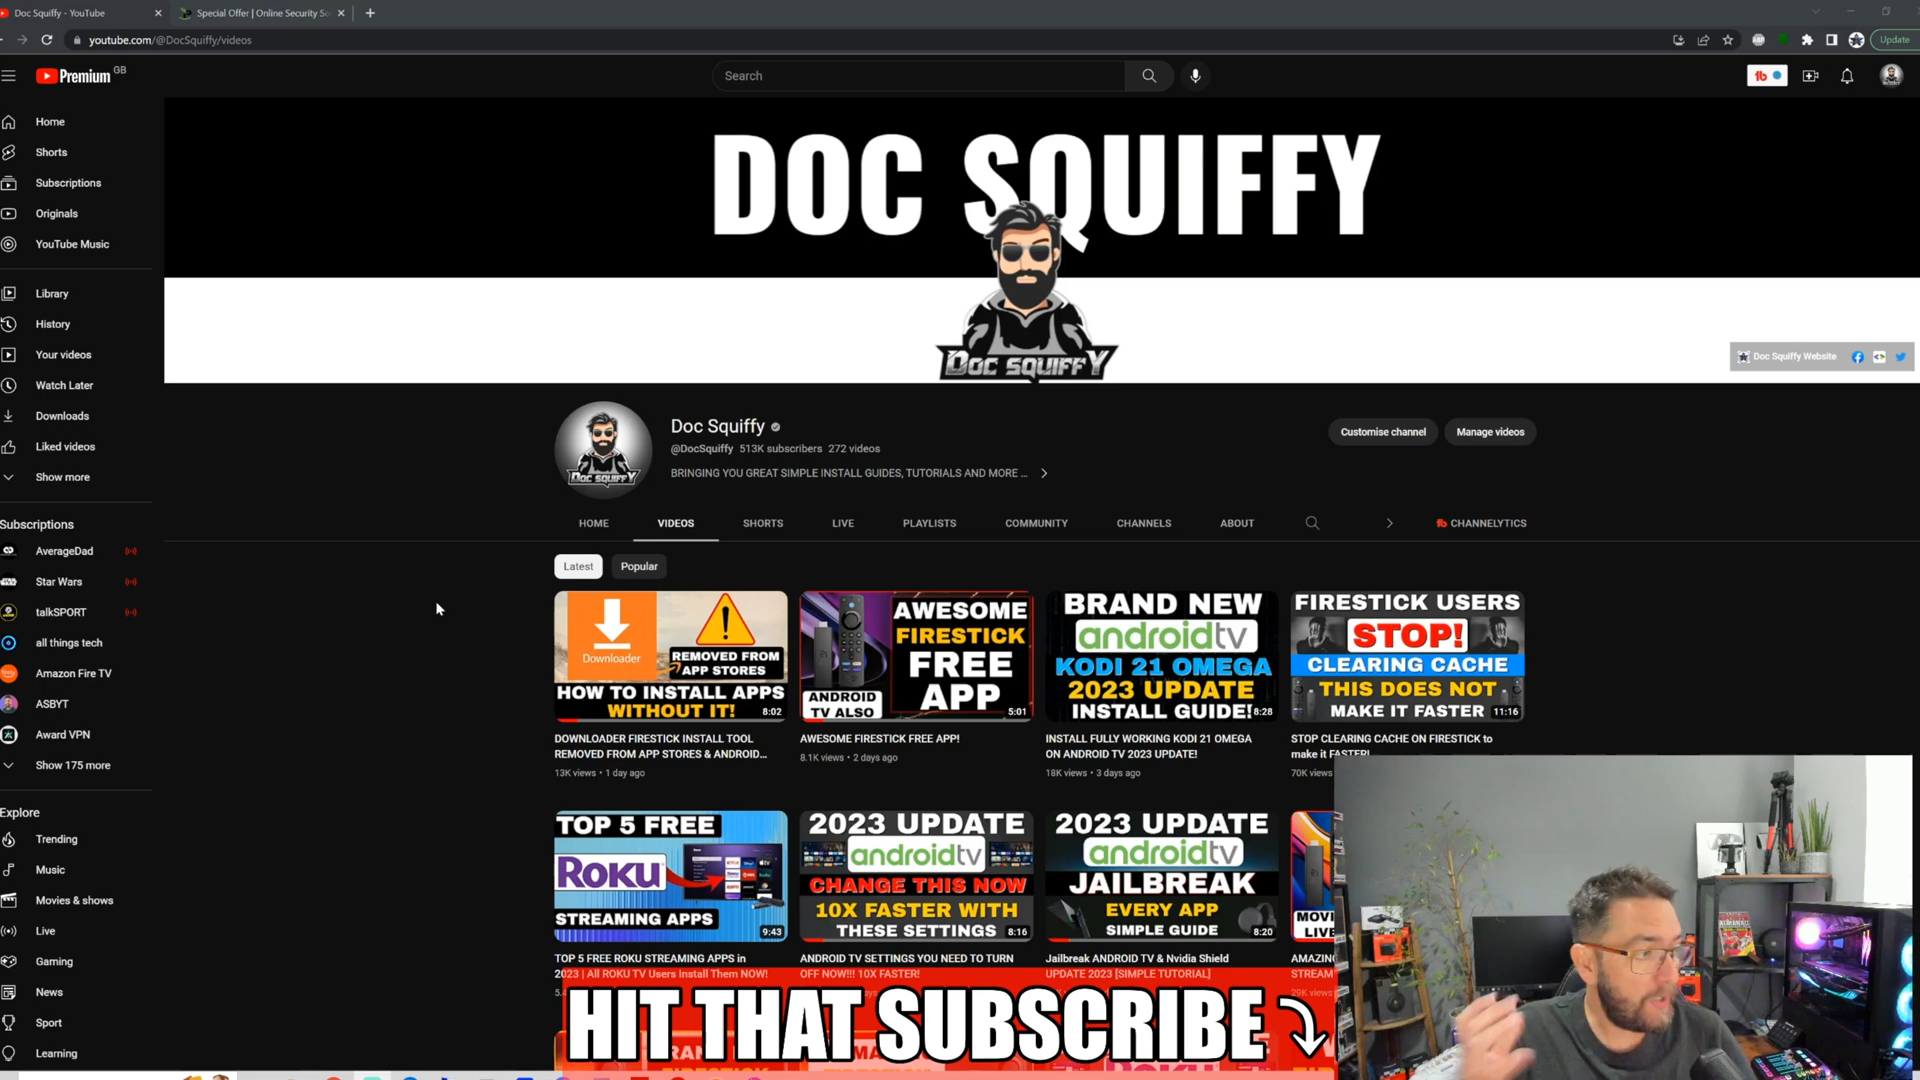 Doc Squiffy - YouTube
Special Offer | Online Security So
youtube.com/@DocSquiffy/videos
Update
Premium
GB
Search
Home
Shorts
Subscriptions
Originals
YouTube Music
Library
History
Your videos
Watch Later
Downloads
Liked videos
Show more
Subscriptions
AverageDad
Star Wars
talkSPORT
all things tech
Amazon Fire TV
ASBYT
Award VPN
Show 175 more
Explore
Trending
Music
Movies & shows
Live
Gaming
News
Sport
Learning
DOC SQUIFFY
DOC SQUIFFY
Doc Squiffy Website
DOC SQUIFFY
Doc Squiffy
@DocSquiffy 513K subscribers 272 videos
BRINGING YOU GREAT SIMPLE INSTALL GUIDES, TUTORIALS AND MORE ...
Customise channel
Manage videos
HOME
VIDEOS
SHORTS
LIVE
PLAYLISTS
COMMUNITY
CHANNELS
ABOUT
CHANNELYTICS
Latest
Popular
Downloader
REMOVED FROM
APP STORES
HOW TO INSTALL APPS
WITHOUT IT!
8:02
DOWNLOADER FIRESTICK INSTALL TOOL
REMOVED FROM APP STORES & ANDROID...
13K views • 1 day ago
AWESOME
FIRESTICK
FREE
APP
ANDROID
TV ALSO
5:01
AWESOME FIRESTICK FREE APP!
8.1K views • 2 days ago
BRAND NEW
androidtv
KODI 21 OMEGA
2023 UPDATE
INSTALL GUIDE!
8:28
INSTALL FULLY WORKING KODI 21 OMEGA
ON ANDROID TV 2023 UPDATE!
18K views • 3 days ago
FIRESTICK USERS
STOP!
CLEARING CACHE
THIS DOES NOT
MAKE IT FASTER
11:16
STOP CLEARING CACHE ON FIRESTICK to
make it FASTER!
70K views
TOP 5 FREE
Roku
STREAMING APPS
9:43
TOP 5 FREE ROKU STREAMING APPS in
2023 | All ROKU TV Users Install Them NOW!
2023 UPDATE
androidtv
CHANGE THIS NOW
10X FASTER WITH
THESE SETTINGS
8:16
ANDROID TV SETTINGS YOU NEED TO TURN
OFF NOW!!! 10X FASTER!
2023 UPDATE
androidtv
JAILBREAK
EVERY APP
SIMPLE GUIDE
8:20
Jailbreak ANDROID TV & Nvidia Shield
UPDATE 2023 [SIMPLE TUTORIAL]
MOVI
LIVE
AMAZIN
STREAM
29K views
HIT THAT SUBSCRIBE